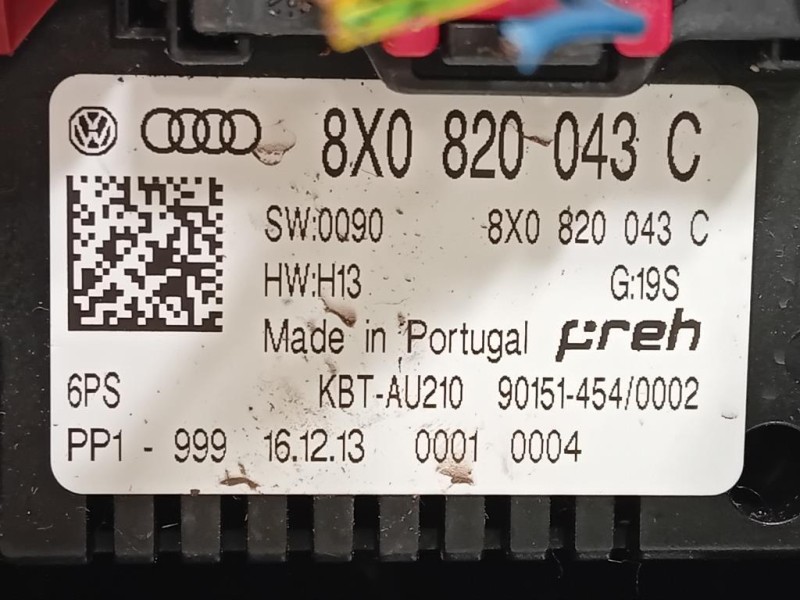 8X0 820 043 C
SW:0090 8X0 820 043 C
HW:H13 G:19S
Made in Portugal preh
6PS KBT-AU210 90151-454/0002
PP1 - 999 16.12.13 0001 0004